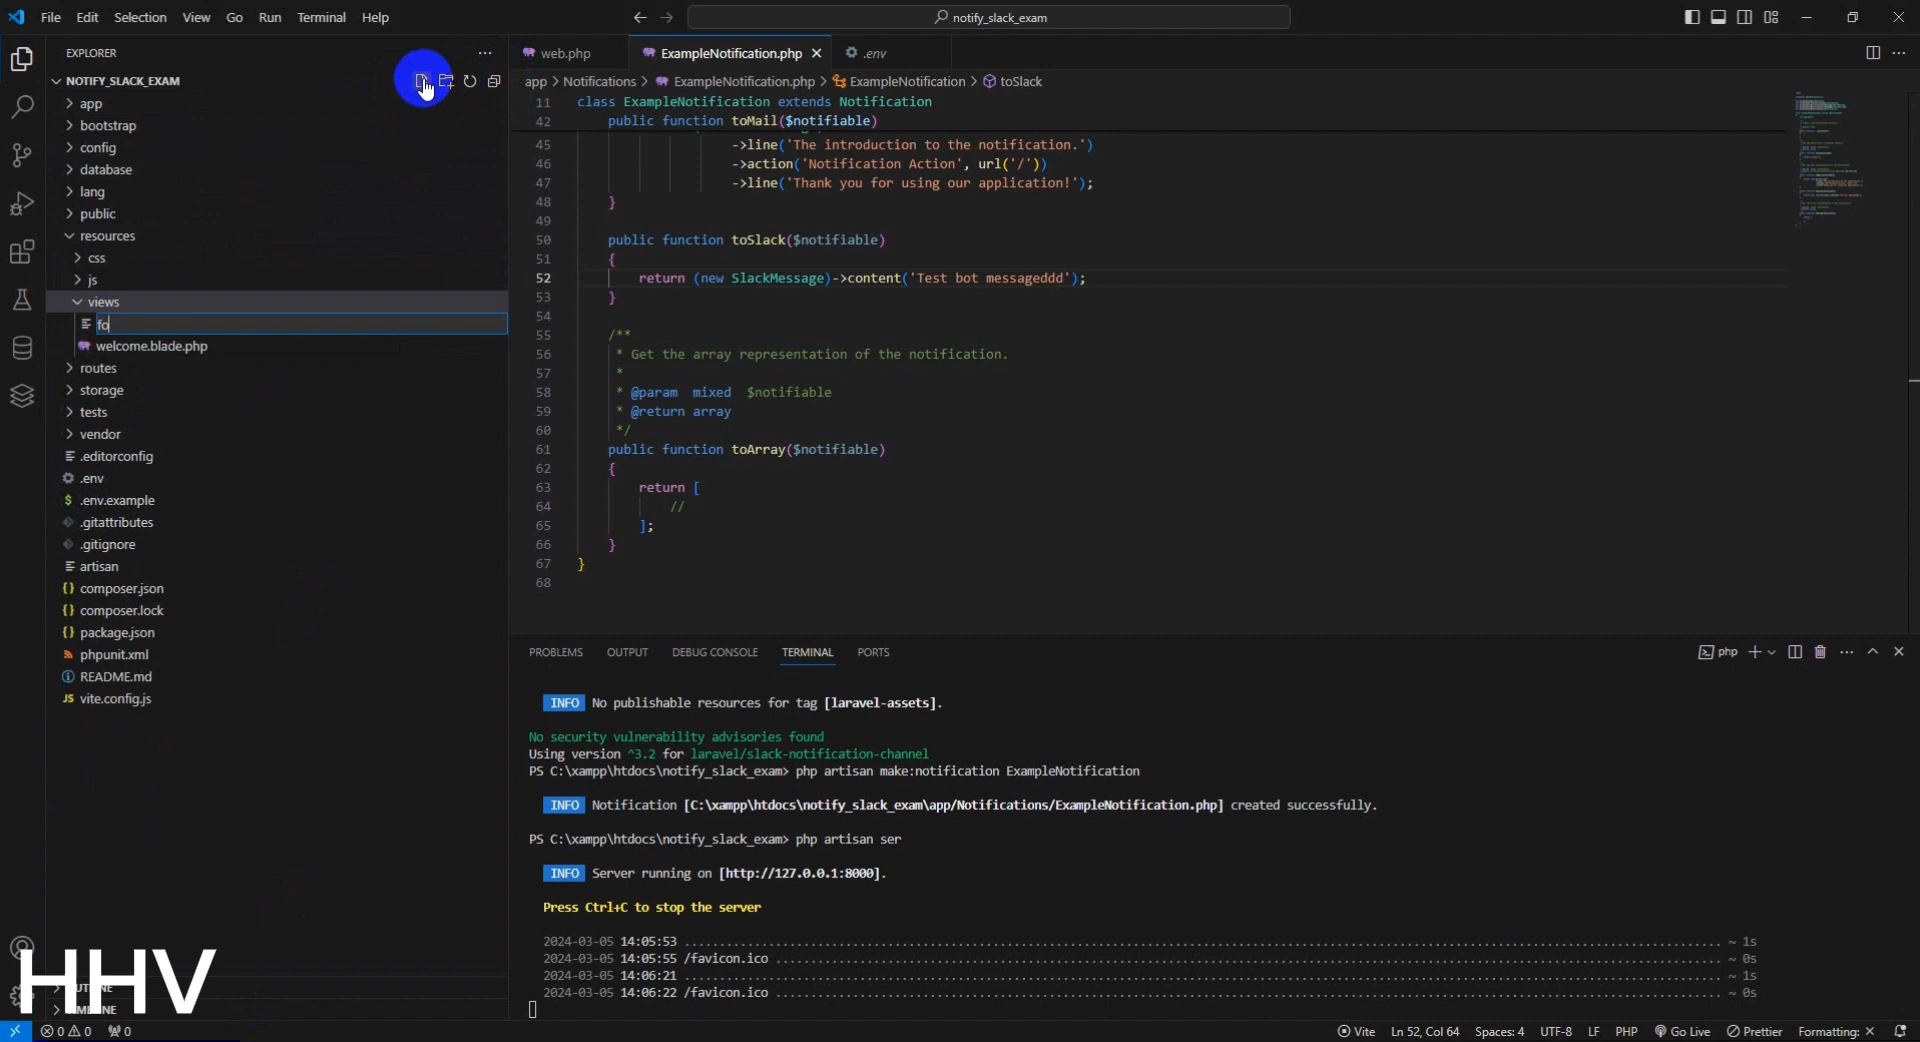 File Edit Selection View Go Run Terminal Help
notify_slack_exam
EXPLORER
NOTIFY_SLACK_EXAM
app
bootstrap
config
database
lang
public
resources
css
js
views
fo
welcome.blade.php
routes
storage
tests
vendor
.editorconfig
.env
.env.example
.gitattributes
.gitignore
artisan
composer.json
composer.lock
package.json
phpunit.xml
README.md
vite.config.js
HHV
web.php ExampleNotification.php .env
app > Notifications > ExampleNotification.php > ExampleNotification > toSlack
11 class ExampleNotification extends Notification
42 public function toMail($notifiable)
45 ->line('The introduction to the notification.')
46 ->action('Notification Action', url('/'))
47 ->line('Thank you for using our application!');
48 }
49
50 public function toSlack($notifiable)
51 {
52 return (new SlackMessage)->content('Test bot messageddd');
53 }
54
55 /**
56 * Get the array representation of the notification.
57 *
58 * @param mixed $notifiable
59 * @return array
60 */
61 public function toArray($notifiable)
62 {
63 return [
64 //
65 ];
66 }
67 }
68
PROBLEMS OUTPUT DEBUG CONSOLE TERMINAL PORTS
php
INFO No publishable resources for tag [laravel-assets].
No security vulnerability advisories found
Using version ^3.2 for laravel/slack-notification-channel
PS C:\xampp\htdocs\notify_slack_exam> php artisan make:notification ExampleNotification
INFO Notification [C:\xampp\htdocs\notify_slack_exam\app/Notifications/ExampleNotification.php] created successfully.
PS C:\xampp\htdocs\notify_slack_exam> php artisan ser
INFO Server running on [http://127.0.0.1:8000].
Press Ctrl+C to stop the server
2024-03-05 14:05:53 ........ ~ 1s
2024-03-05 14:05:55 /favicon.ico ........ ~ 0s
2024-03-05 14:06:21 ........ ~ 1s
2024-03-05 14:06:22 /favicon.ico ........ ~ 0s
0 0 0 Vite Ln 52, Col 64 Spaces: 4 UTF-8 LF PHP Go Live Prettier Formatting: ×